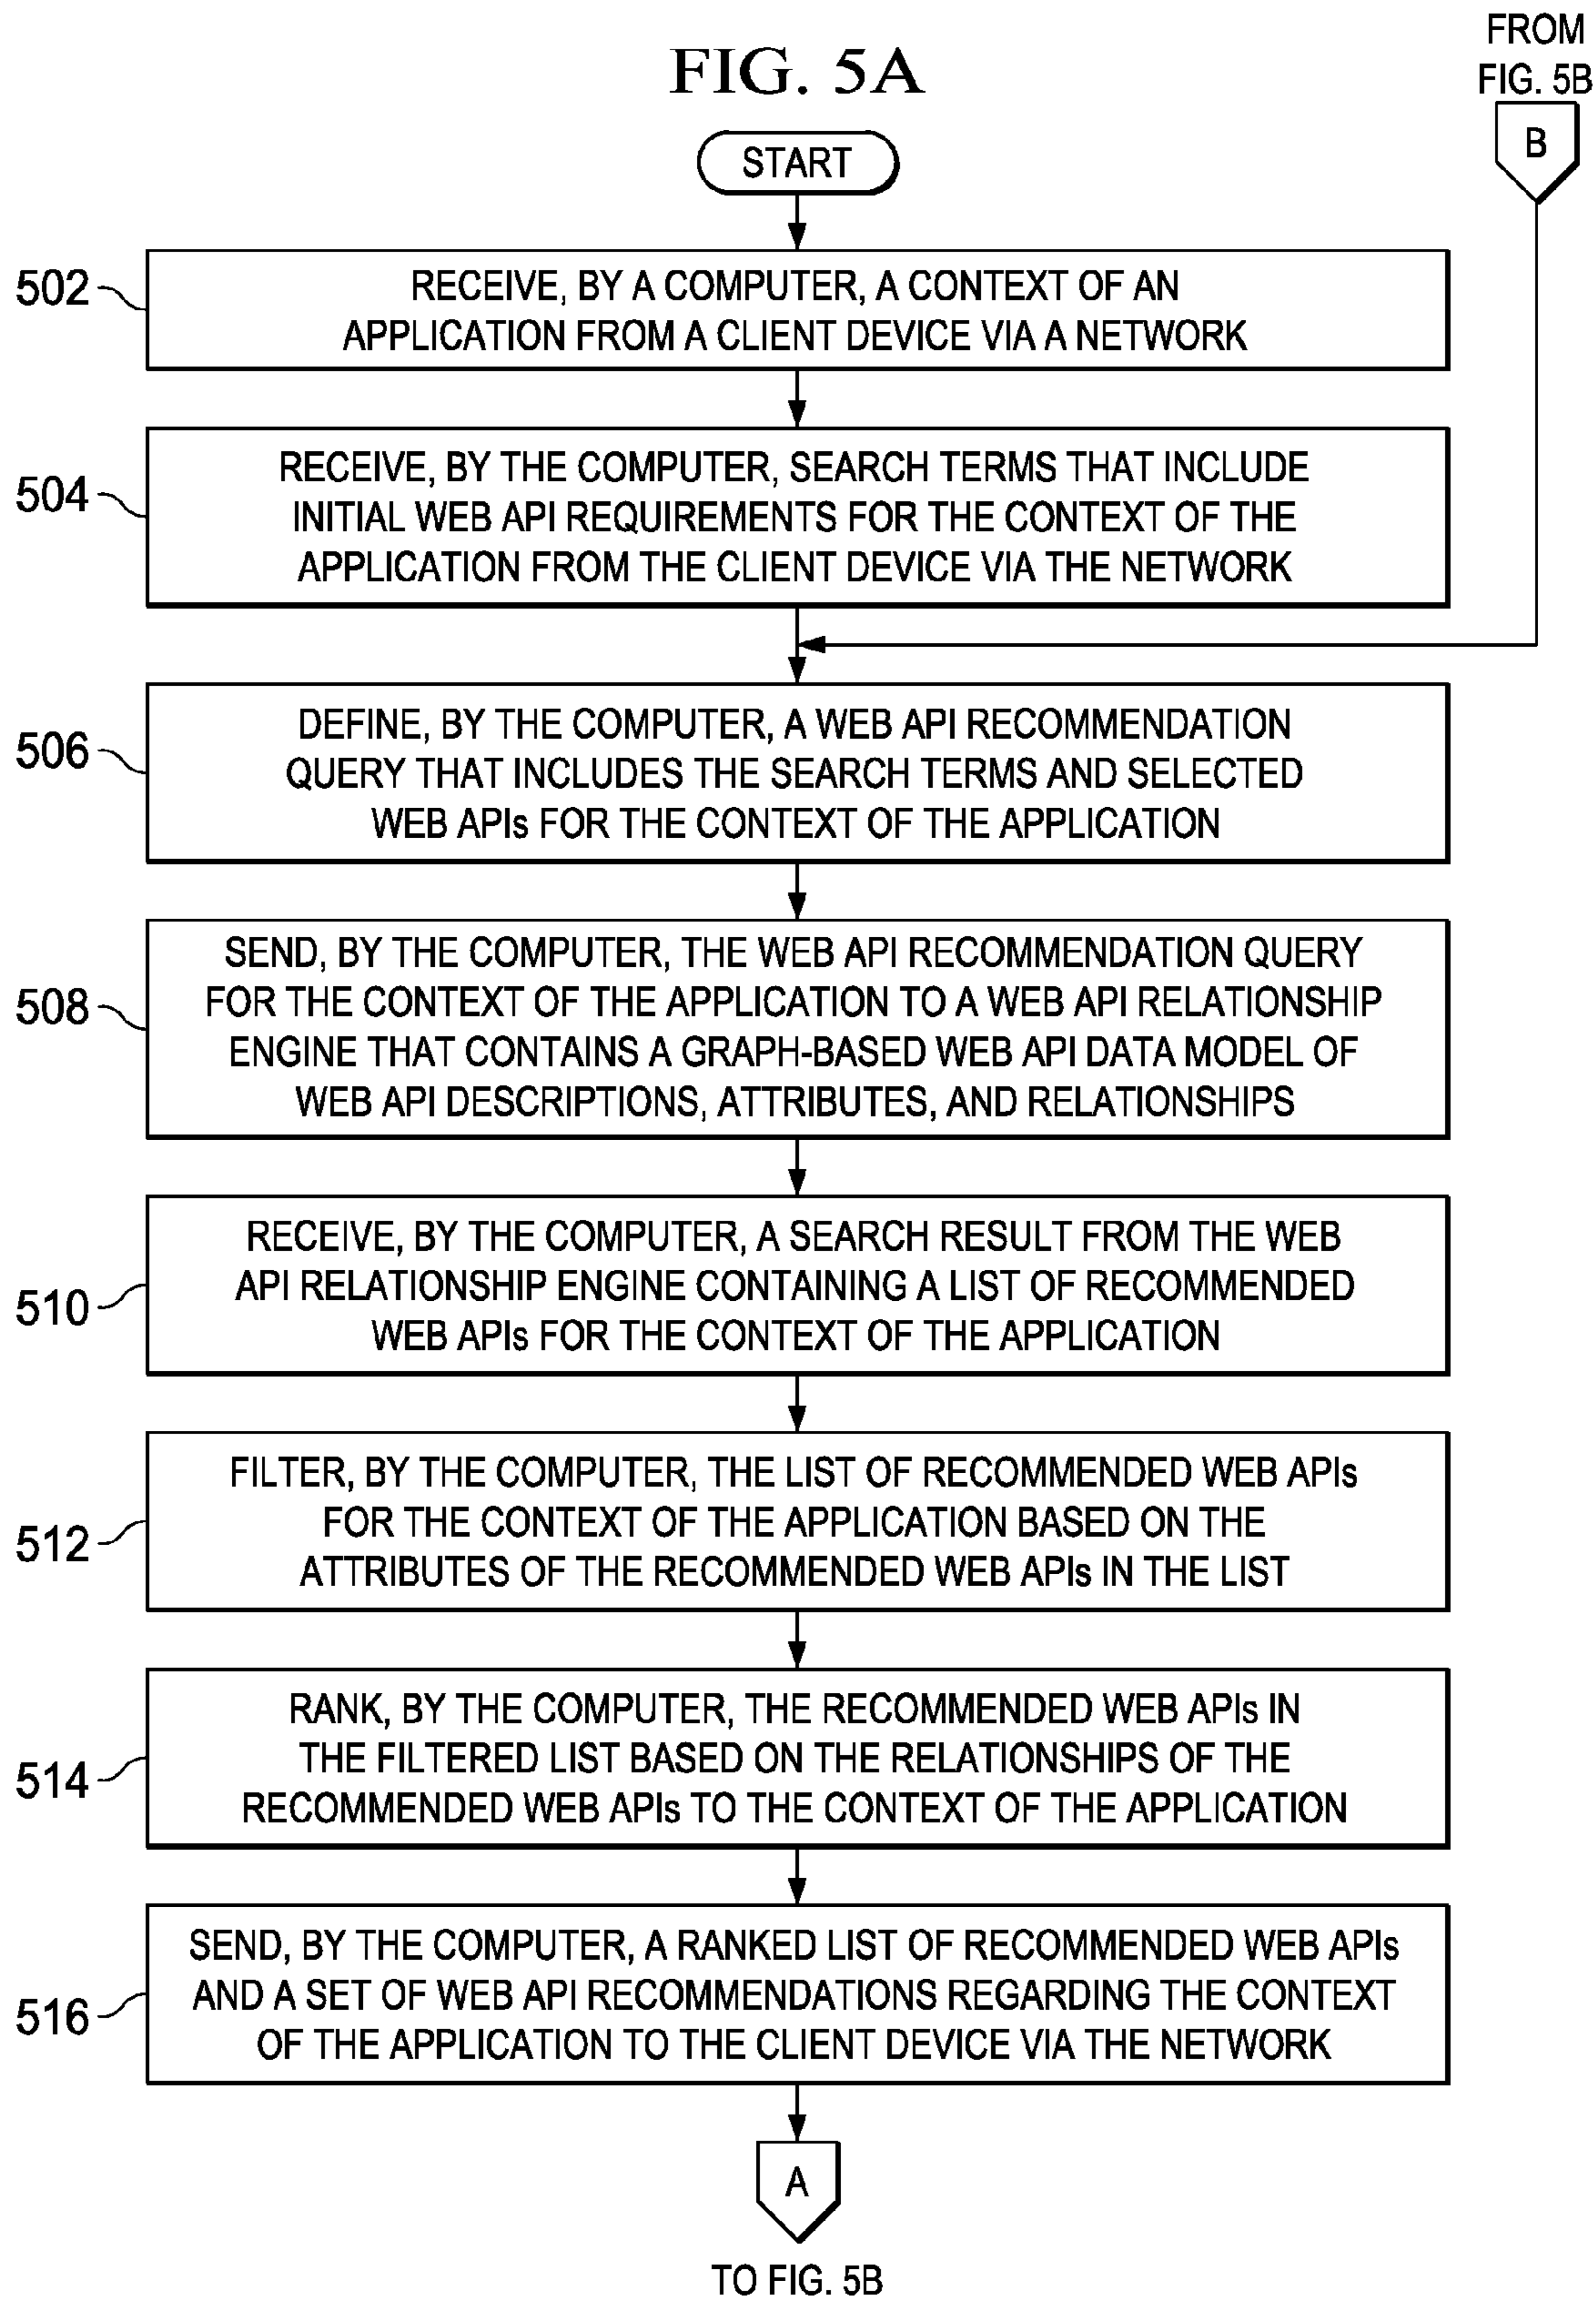 FIG. 5A
FROM
FIG. 5B
B
START
502
RECEIVE, BY A COMPUTER, A CONTEXT OF AN
APPLICATION FROM A CLIENT DEVICE VIA A NETWORK
504
RECEIVE, BY THE COMPUTER, SEARCH TERMS THAT INCLUDE
INITIAL WEB API REQUIREMENTS FOR THE CONTEXT OF THE
APPLICATION FROM THE CLIENT DEVICE VIA THE NETWORK
506
DEFINE, BY THE COMPUTER, A WEB API RECOMMENDATION
QUERY THAT INCLUDES THE SEARCH TERMS AND SELECTED
WEB APIs FOR THE CONTEXT OF THE APPLICATION
508
SEND, BY THE COMPUTER, THE WEB API RECOMMENDATION QUERY
FOR THE CONTEXT OF THE APPLICATION TO A WEB API RELATIONSHIP
ENGINE THAT CONTAINS A GRAPH-BASED WEB API DATA MODEL OF
WEB API DESCRIPTIONS, ATTRIBUTES, AND RELATIONSHIPS
510
RECEIVE, BY THE COMPUTER, A SEARCH RESULT FROM THE WEB
API RELATIONSHIP ENGINE CONTAINING A LIST OF RECOMMENDED
WEB APIs FOR THE CONTEXT OF THE APPLICATION
512
FILTER, BY THE COMPUTER, THE LIST OF RECOMMENDED WEB APIs
FOR THE CONTEXT OF THE APPLICATION BASED ON THE
ATTRIBUTES OF THE RECOMMENDED WEB APIs IN THE LIST
514
RANK, BY THE COMPUTER, THE RECOMMENDED WEB APIs IN
THE FILTERED LIST BASED ON THE RELATIONSHIPS OF THE
RECOMMENDED WEB APIs TO THE CONTEXT OF THE APPLICATION
516
SEND, BY THE COMPUTER, A RANKED LIST OF RECOMMENDED WEB APIs
AND A SET OF WEB API RECOMMENDATIONS REGARDING THE CONTEXT
OF THE APPLICATION TO THE CLIENT DEVICE VIA THE NETWORK
A
TO FIG. 5B